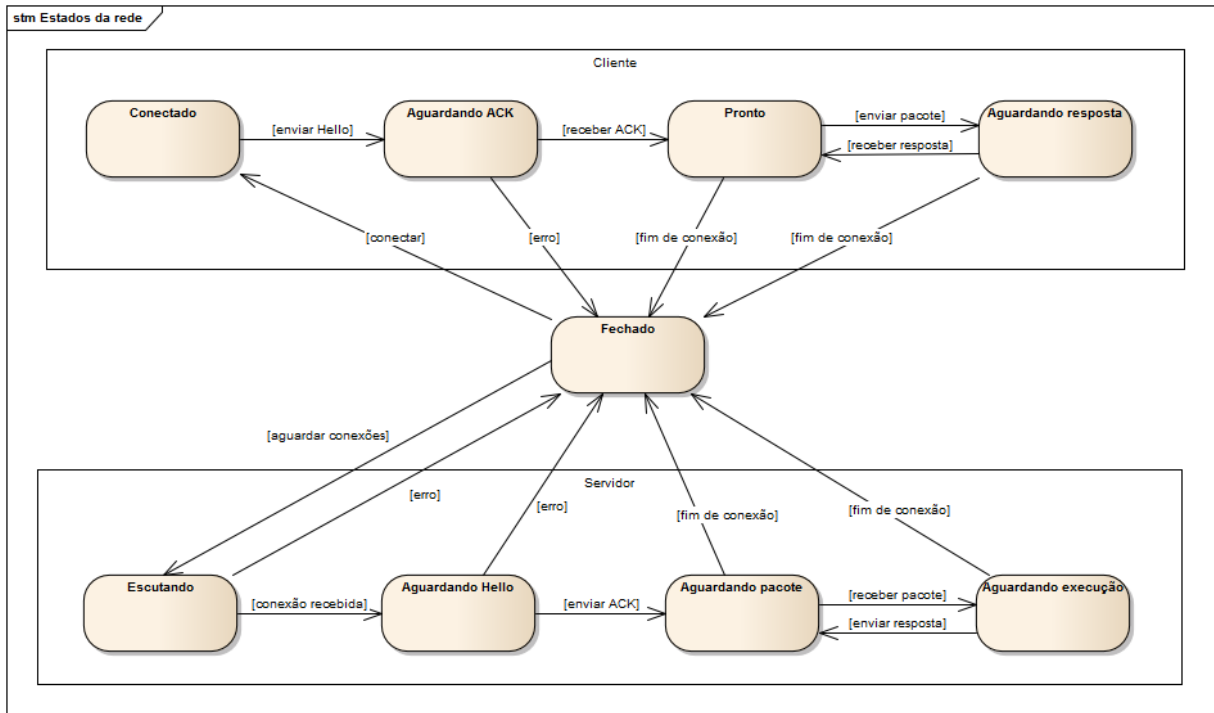 stm Estados da rede
Cliente
Conectado
Aguardando ACK
Pronto
Aguardando resposta
[enviar Hello]
[receber ACK]
[enviar pacote]
[receber resposta]
[conectar]
[erro]
[fim de conexão]
[fim de conexão]
Fechado
[aguardar conexões]
[erro]
Servidor
[erro]
[fim de conexão]
[fim de conexão]
Escutando
Aguardando Hello
Aguardando pacote
Aguardando execução
[conexão recebida]
[enviar ACK]
[receber pacote]
[enviar resposta]